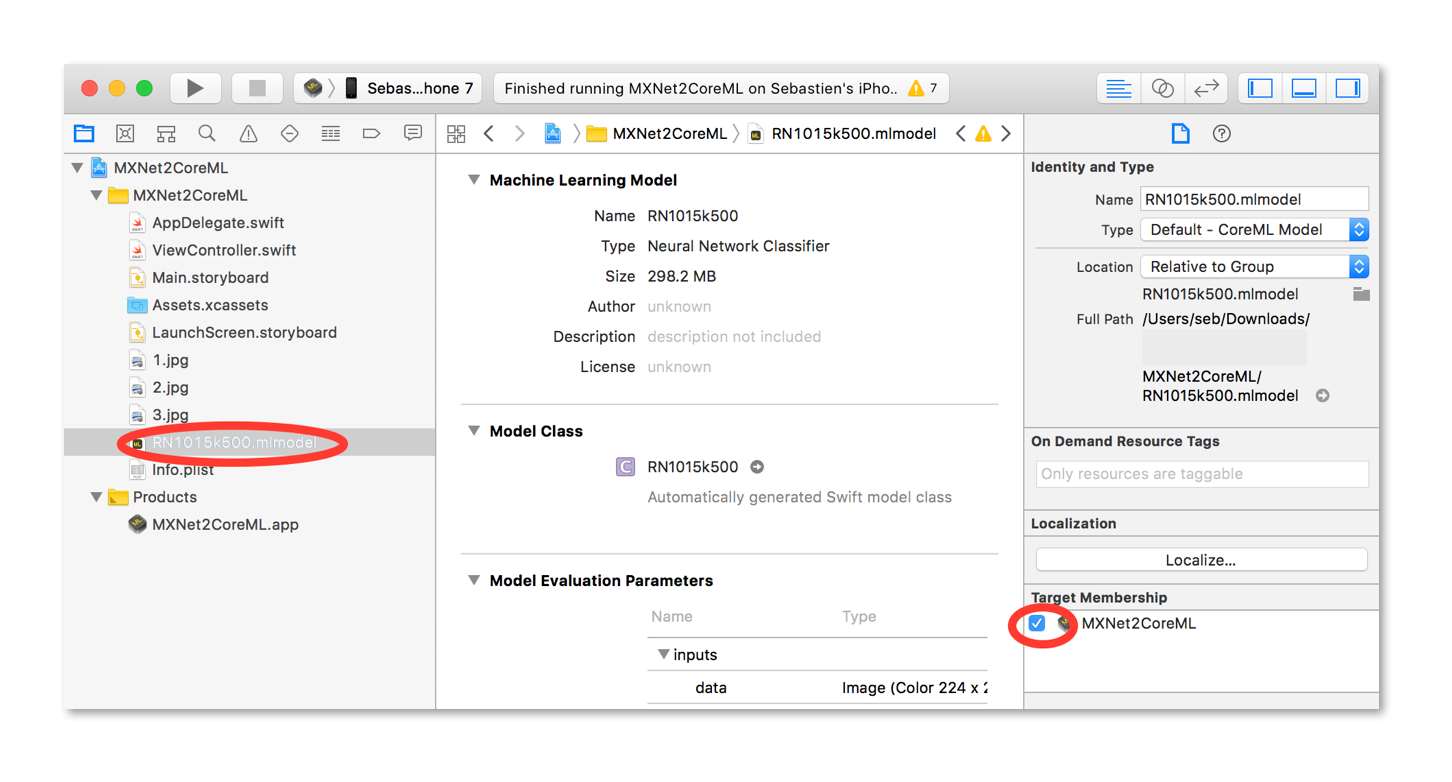 Sebas...hone 7
Finished running MXNet2CoreML on Sebastien's iPho.. 7
MXNet2CoreML
RN1015k500.mlmodel
MXNet2CoreML
MXNet2CoreML
AppDelegate.swift
ViewController.swift
Main.storyboard
Assets.xcassets
LaunchScreen.storyboard
1.jpg
2.jpg
3.jpg
RN1015k500.mlmodel
Info.plist
Products
MXNet2CoreML.app
Machine Learning Model
Name RN1015k500
Type Neural Network Classifier
Size 298.2 MB
Author unknown
Description description not included
License unknown
Model Class
C RN1015k500
Automatically generated Swift model class
Model Evaluation Parameters
Name Type
inputs
data Image (Color 224 x
Identity and Type
Name RN1015k500.mlmodel
Type Default - CoreML Model
Location Relative to Group
RN1015k500.mlmodel
Full Path /Users/seb/Downloads/
MXNet2CoreML/
RN1015k500.mlmodel
On Demand Resource Tags
Only resources are taggable
Localization
Localize...
Target Membership
MXNet2CoreML